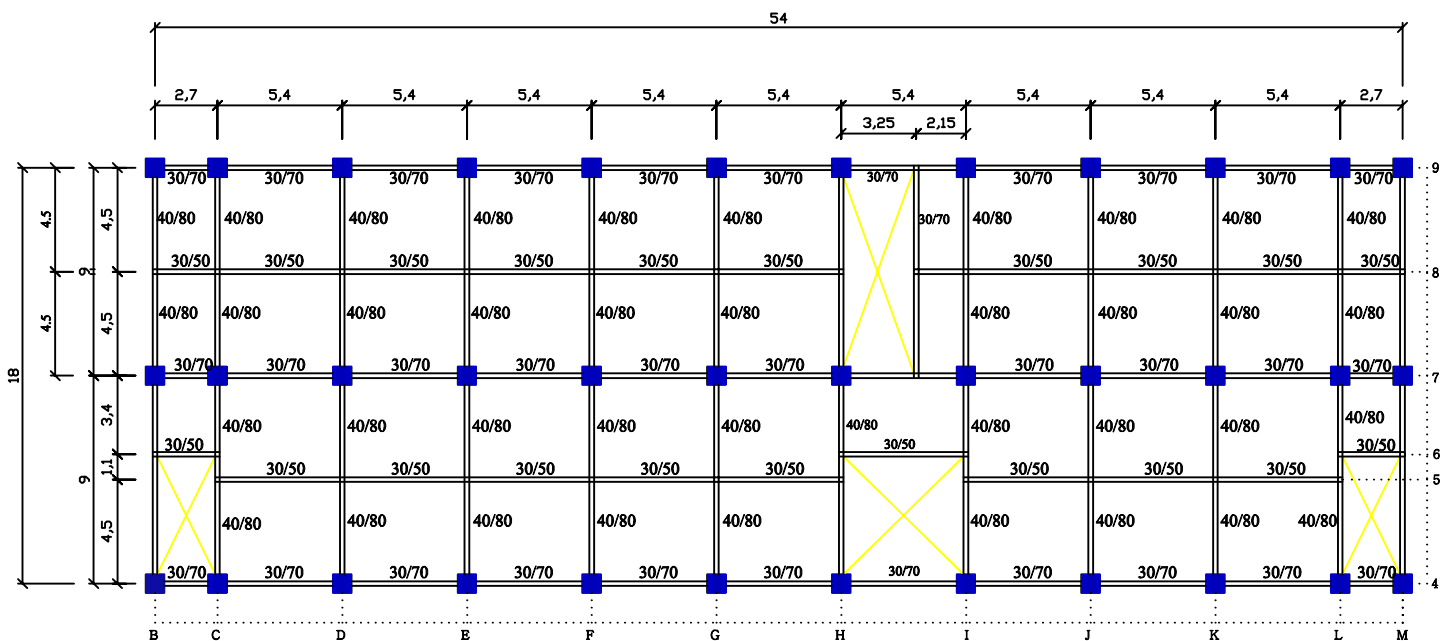 54
2,7 5,4 5,4 5,4 5,4 5,4 5,4 5,4 5,4 5,4 2,7
3,25 2,15
9
30/70 30/70 30/70 30/70 30/70 30/70 30/70 30/70 30/70 30/70 30/70
4.5 4,5 40/80 40/80 40/80 40/80 40/80 40/80 30/70 40/80 40/80 40/80 40/80
30/50 30/50 30/50 30/50 30/50 30/50 30/50 30/50 30/50 30/50
9 8
4.5 4,5 40/80 40/80 40/80 40/80 40/80 40/80 40/80 40/80 40/80 40/80
30/70 30/70 30/70 30/70 30/70 30/70 30/70 30/70 30/70 30/70
18 7
3,4 40/80 40/80 40/80 40/80 40/80 40/80 40/80 40/80 40/80 40/80
30/50 30/50 30/50 6
1,1 30/50 30/50 30/50 30/50 30/50 30/50 30/50 30/50
9 5
4,5 40/80 40/80 40/80 40/80 40/80 40/80 40/80 40/80 40/80
30/70 30/70 30/70 30/70 30/70 30/70 30/70 30/70 30/70 30/70 30/70
4
B C D E F G H I J K L M